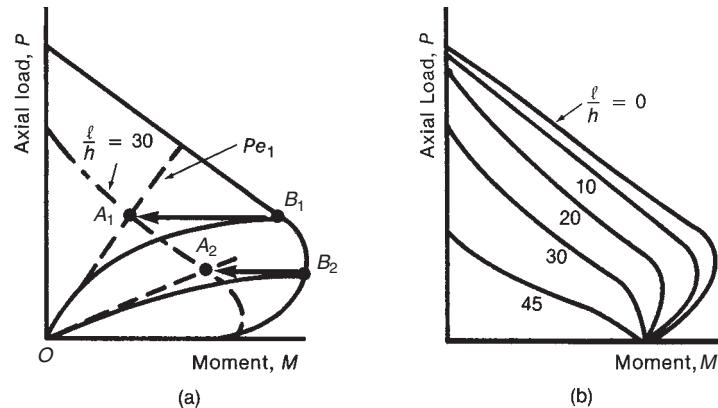 Axial load, P
ℓ/h = 30
Pe1
A1
B1
A2
B2
O
Moment, M
(a)
Axial Load, P
ℓ/h = 0
10
20
30
45
Moment, M
(b)